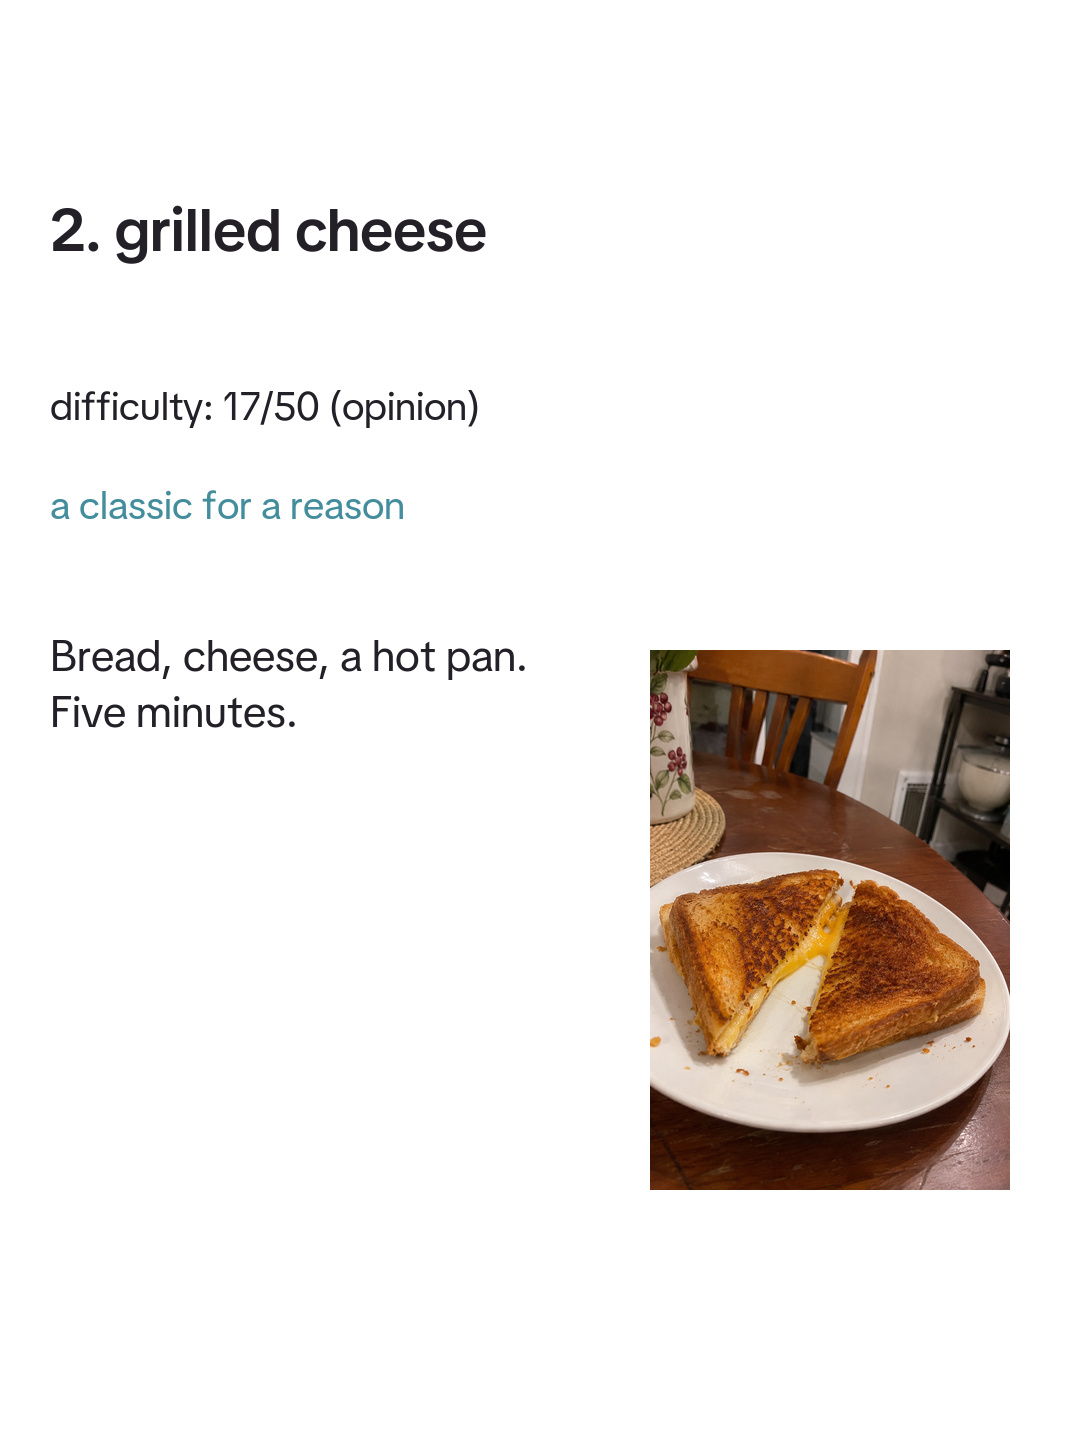 2. grilled cheese
difficulty: 17/50 (opinion)
a classic for a reason
Bread, cheese, a hot pan.
Five minutes.